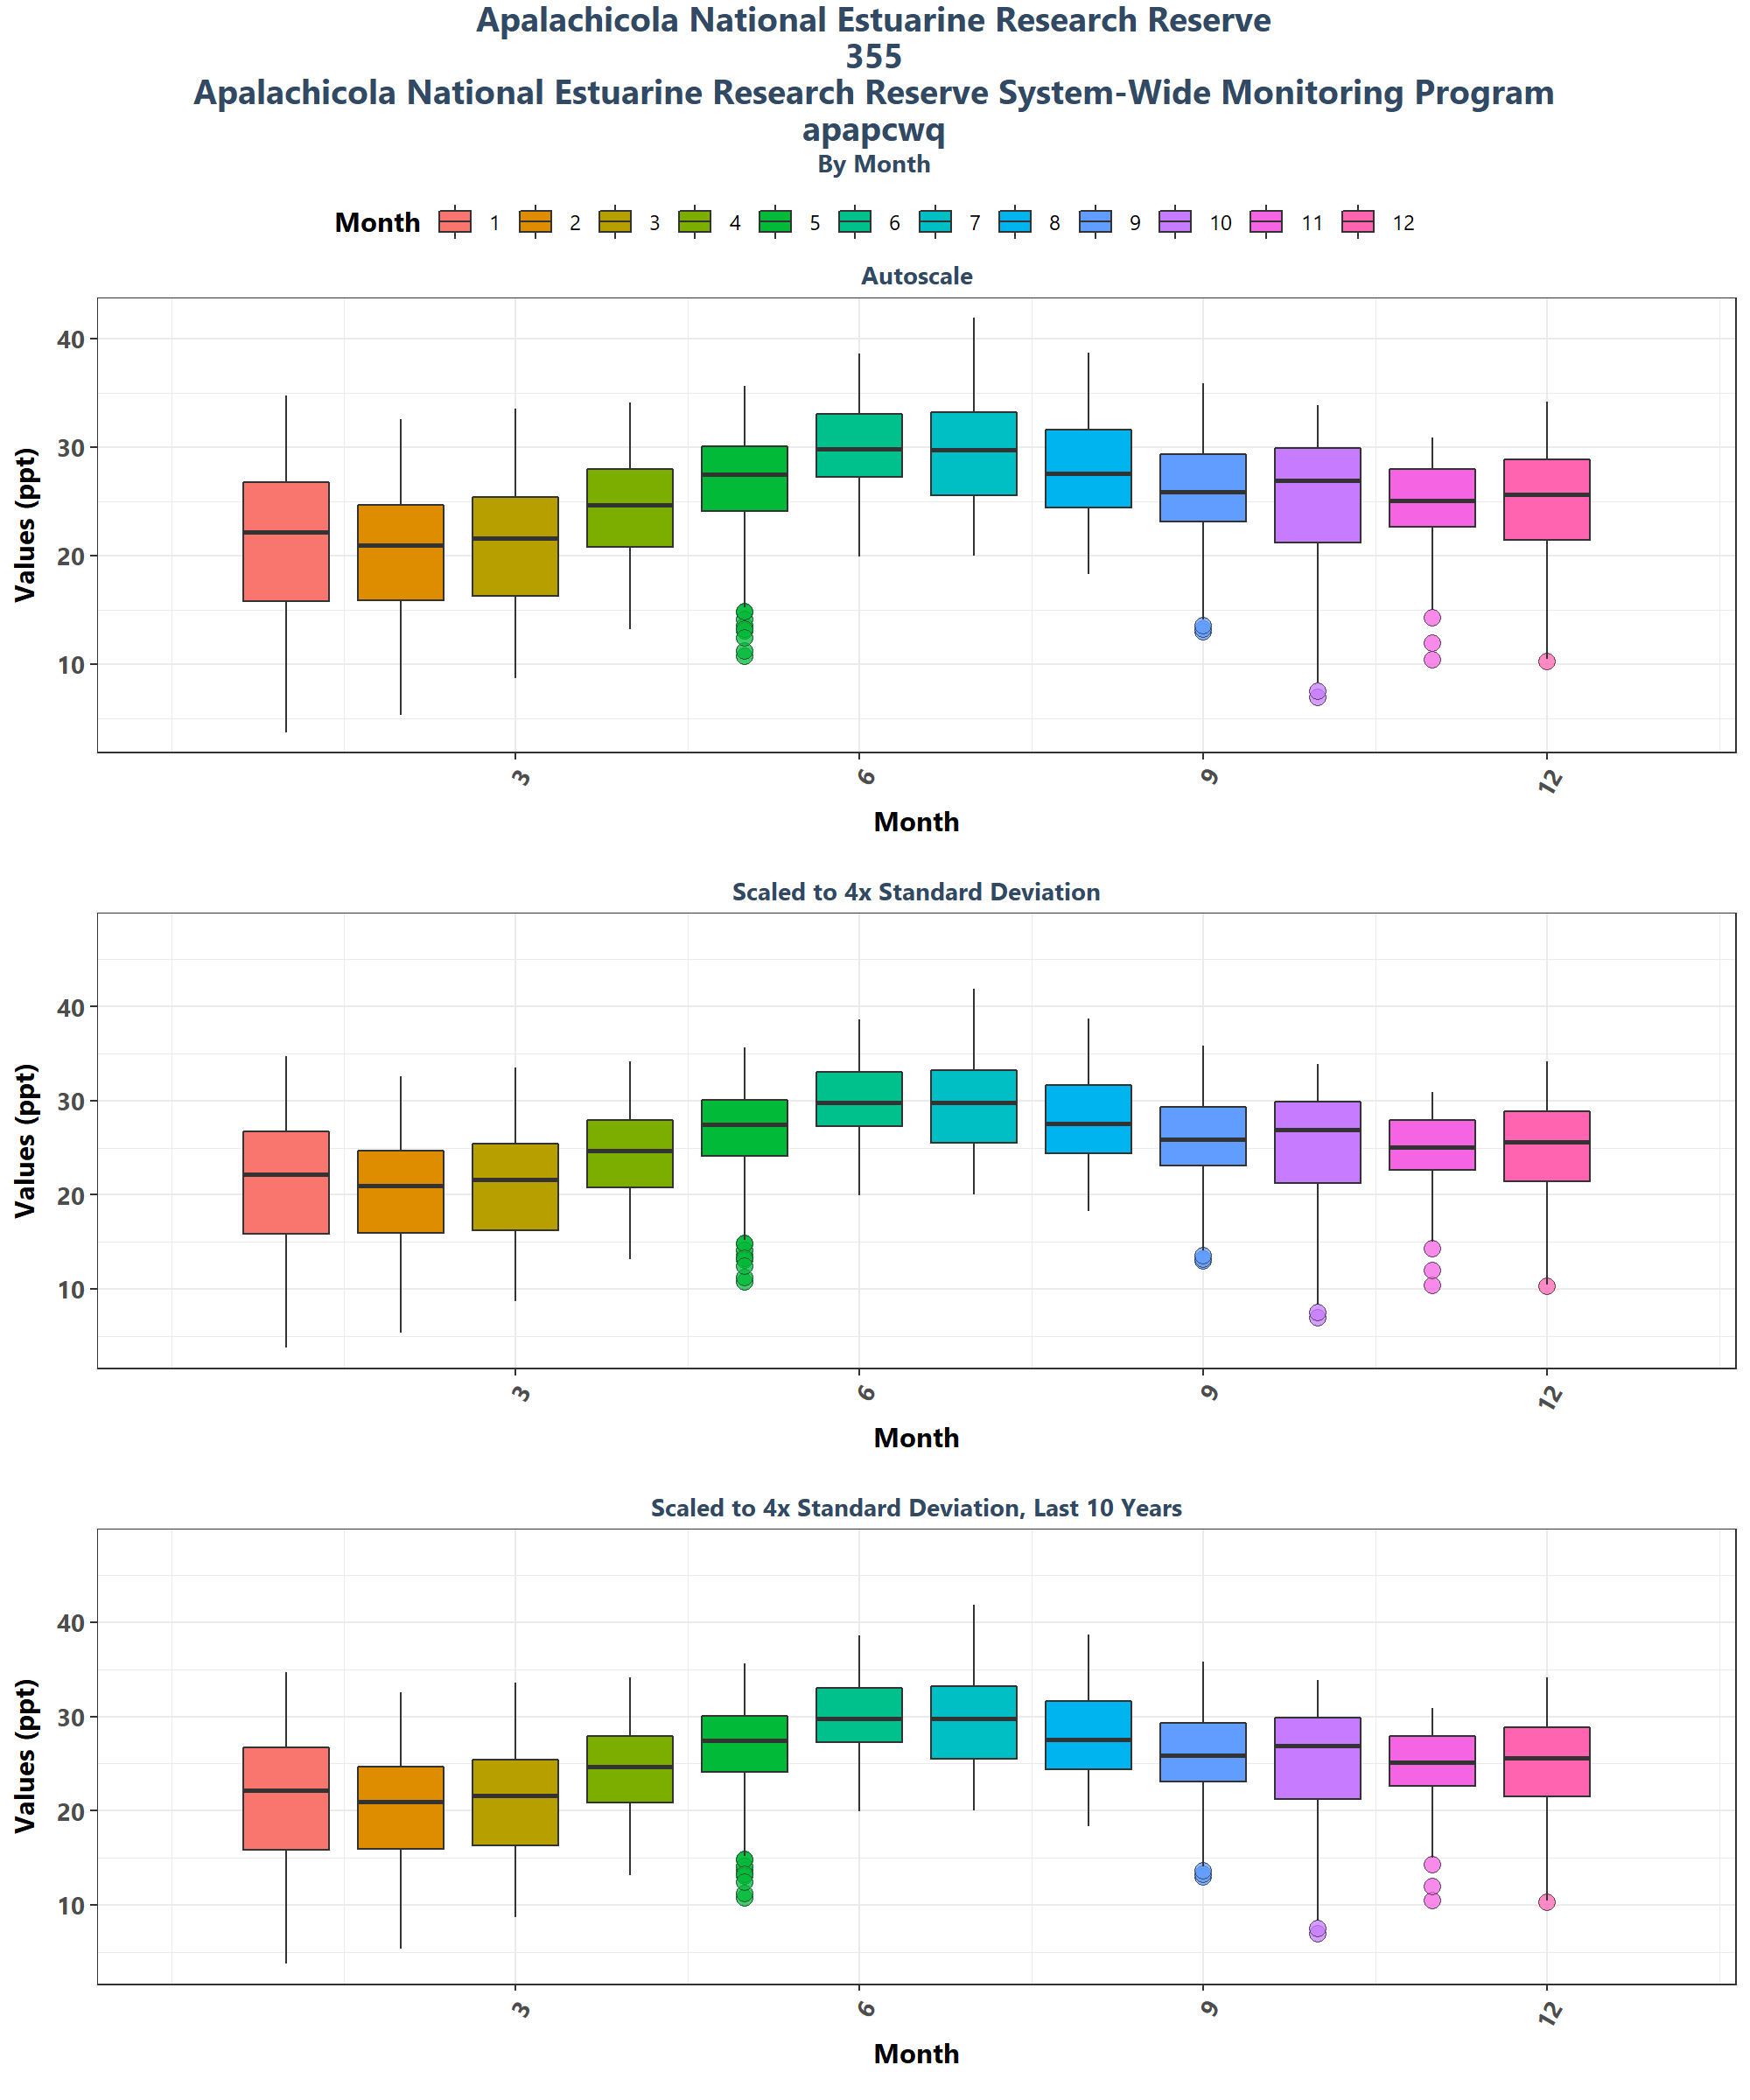 Apalachicola National Estuarine Research Reserve
355
Apalachicola National Estuarine Research Reserve System-Wide Monitoring Program
apapcwq
By Month
Month 1 2 3 4 5 6 7 8 9 10 11 12
Autoscale
Values (ppt)
40
30
20
10
3 6 9 12
Month
Scaled to 4x Standard Deviation
Values (ppt)
40
30
20
10
3 6 9 12
Month
Scaled to 4x Standard Deviation, Last 10 Years
Values (ppt)
40
30
20
10
3 6 9 12
Month